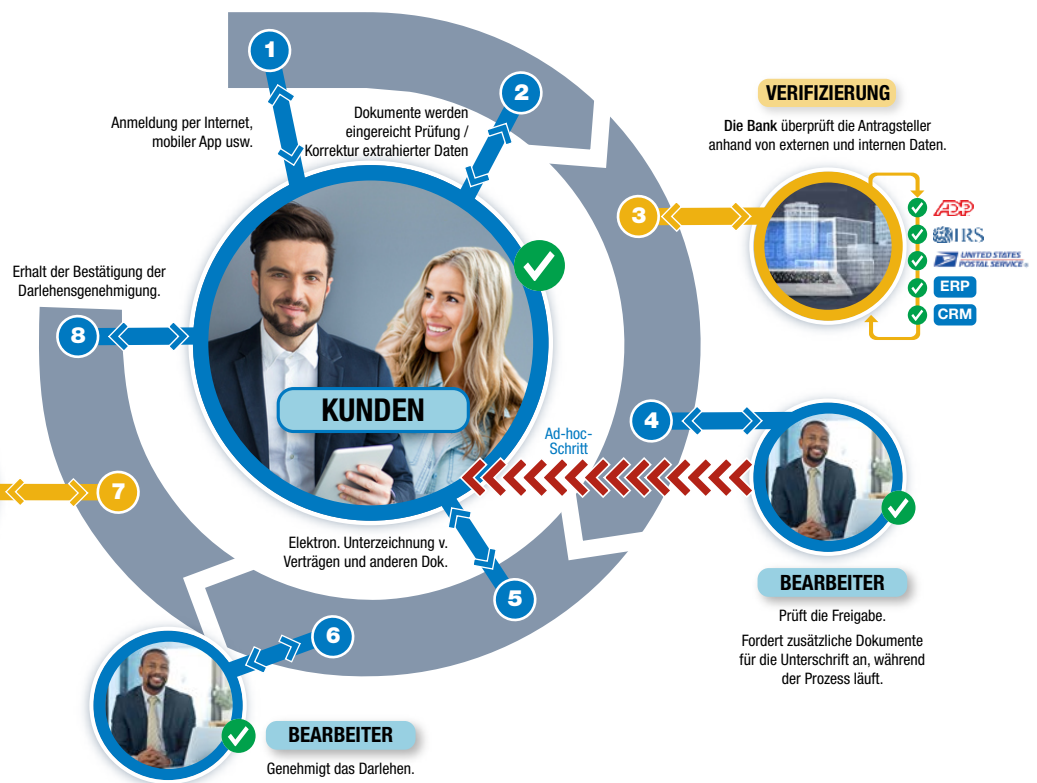 1
Anmeldung per Internet,
mobiler App usw.
2
Dokumente werden
eingereicht Prüfung /
Korrektur extrahierter Daten
VERIFIZIERUNG
Die Bank überprüft die Antragsteller
anhand von externen und internen Daten.
3
ADP
IRS
UNITED STATES
POSTAL SERVICE ®
ERP
CRM
Erhalt der Bestätigung der
Darlehensgenehmigung.
8
KUNDEN
4
Ad-hoc-
Schritt
BEARBEITER
Prüft die Freigabe.
Fordert zusätzliche Dokumente
für die Unterschrift an, während
der Prozess läuft.
7
Elektron. Unterzeichnung v.
Verträgen und anderen Dok.
5
6
BEARBEITER
Genehmigt das Darlehen.